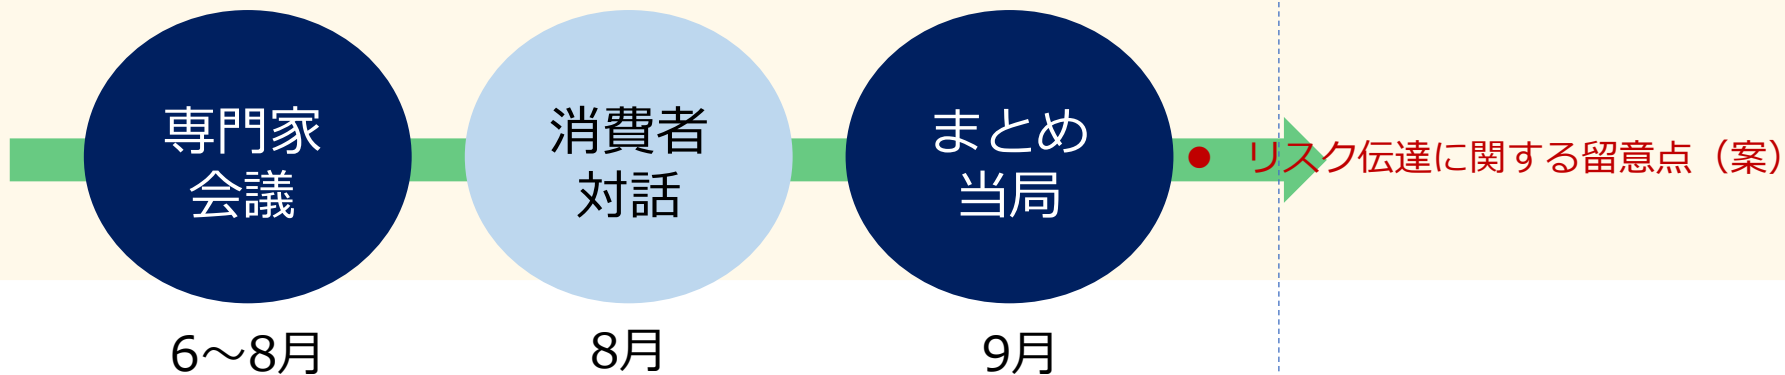 専門家
会議
消費者
対話
まとめ
当局
● リスク伝達に関する留意点（案）
6～8月
8月
9月